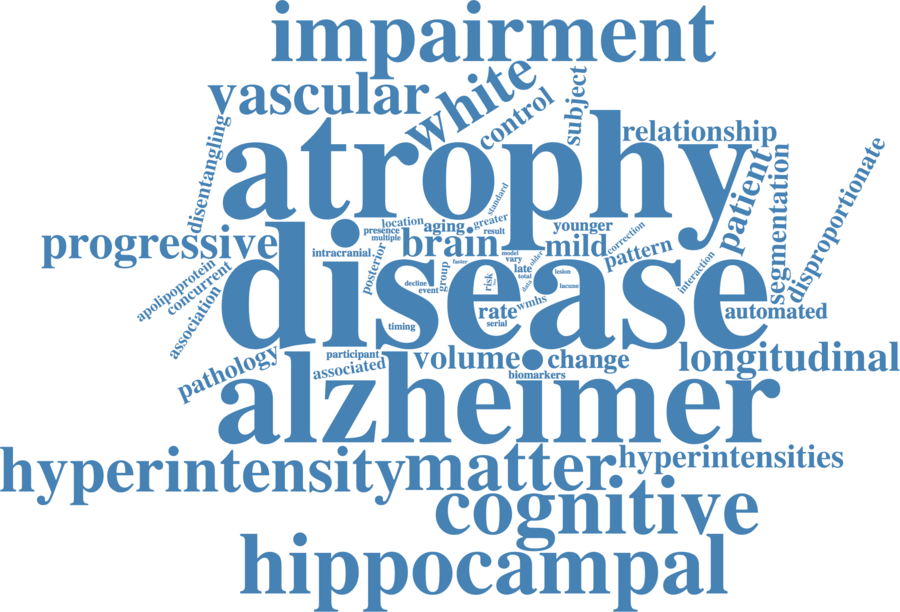 impairment
vascular
white
control
subject
disentangling
atrophy
relationship
patient
segmentation
disproportionate
progressive
location
aging
greater
standard
presence
multiple
result
younger
correction
intracranial
posterior
brain
model
vary
older
mild
pattern
interaction
apolipoprotein
concurrent
association
disease
group
faster
decline
event
risk
late
total
data
lesion
lacune
wmhs
rate
serial
timing
automated
pathology
participant
associated
volume
change
biomarkers
longitudinal
alzheimer
hyperintensity
matter
hyperintensities
cognitive
hippocampal